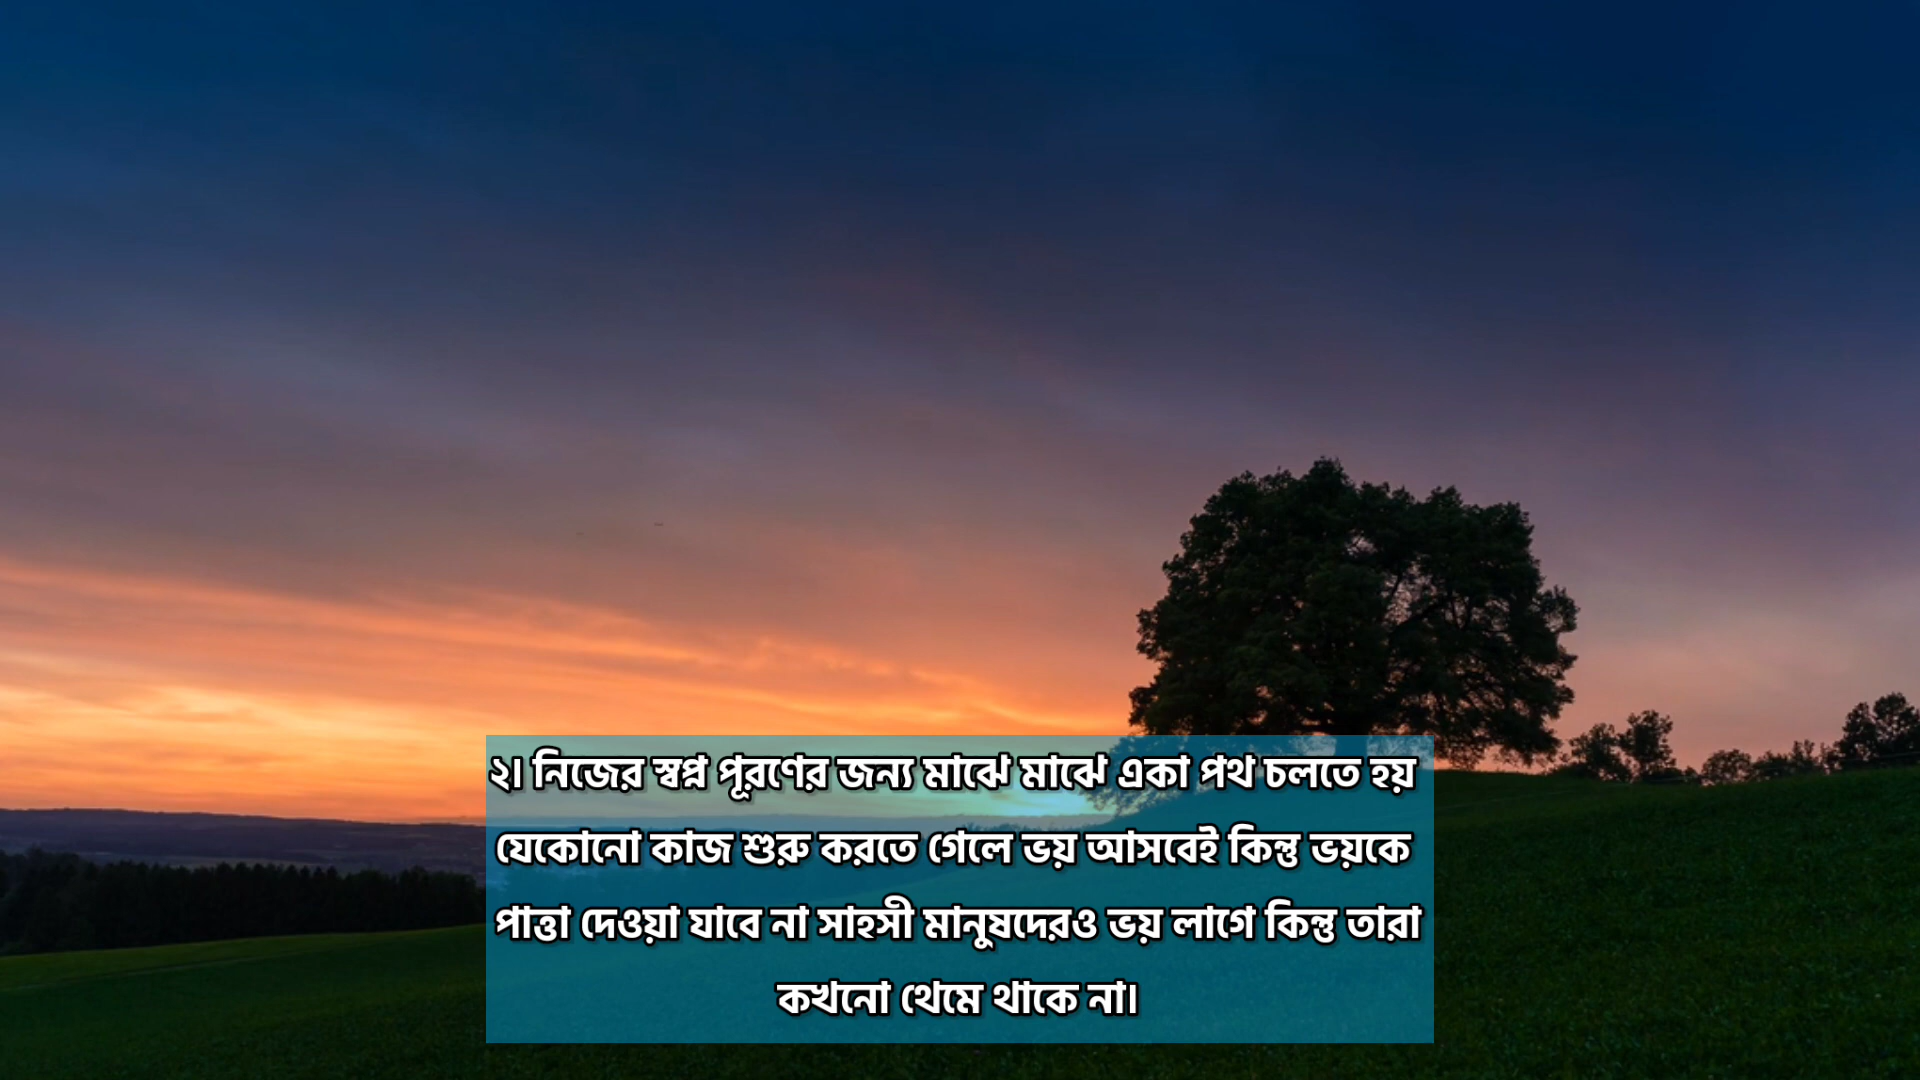 ২। নিজের স্বপ্ন পূরণের জন্য মাঝে মাঝে একা পথ চলতে হয়
যেকোনো কাজ শুরু করতে গেলে ভয় আসবেই কিন্তু ভয়কে
পাত্তা দেওয়া যাবে না সাহসী মানুষদেরও ভয় লাগে কিন্তু তারা
কখনো থেমে থাকে না।